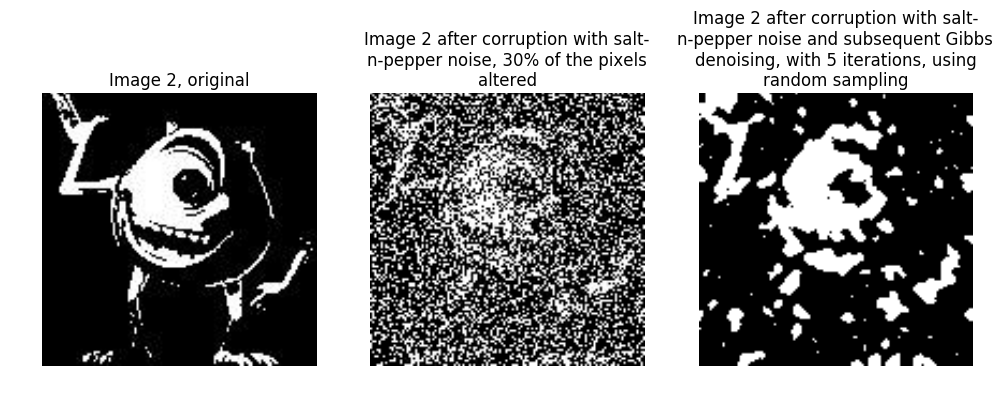 Image 2, original
Image 2 after corruption with salt-
n-pepper noise, 30% of the pixels
altered
Image 2 after corruption with salt-
n-pepper noise and subsequent Gibbs
denoising, with 5 iterations, using
random sampling